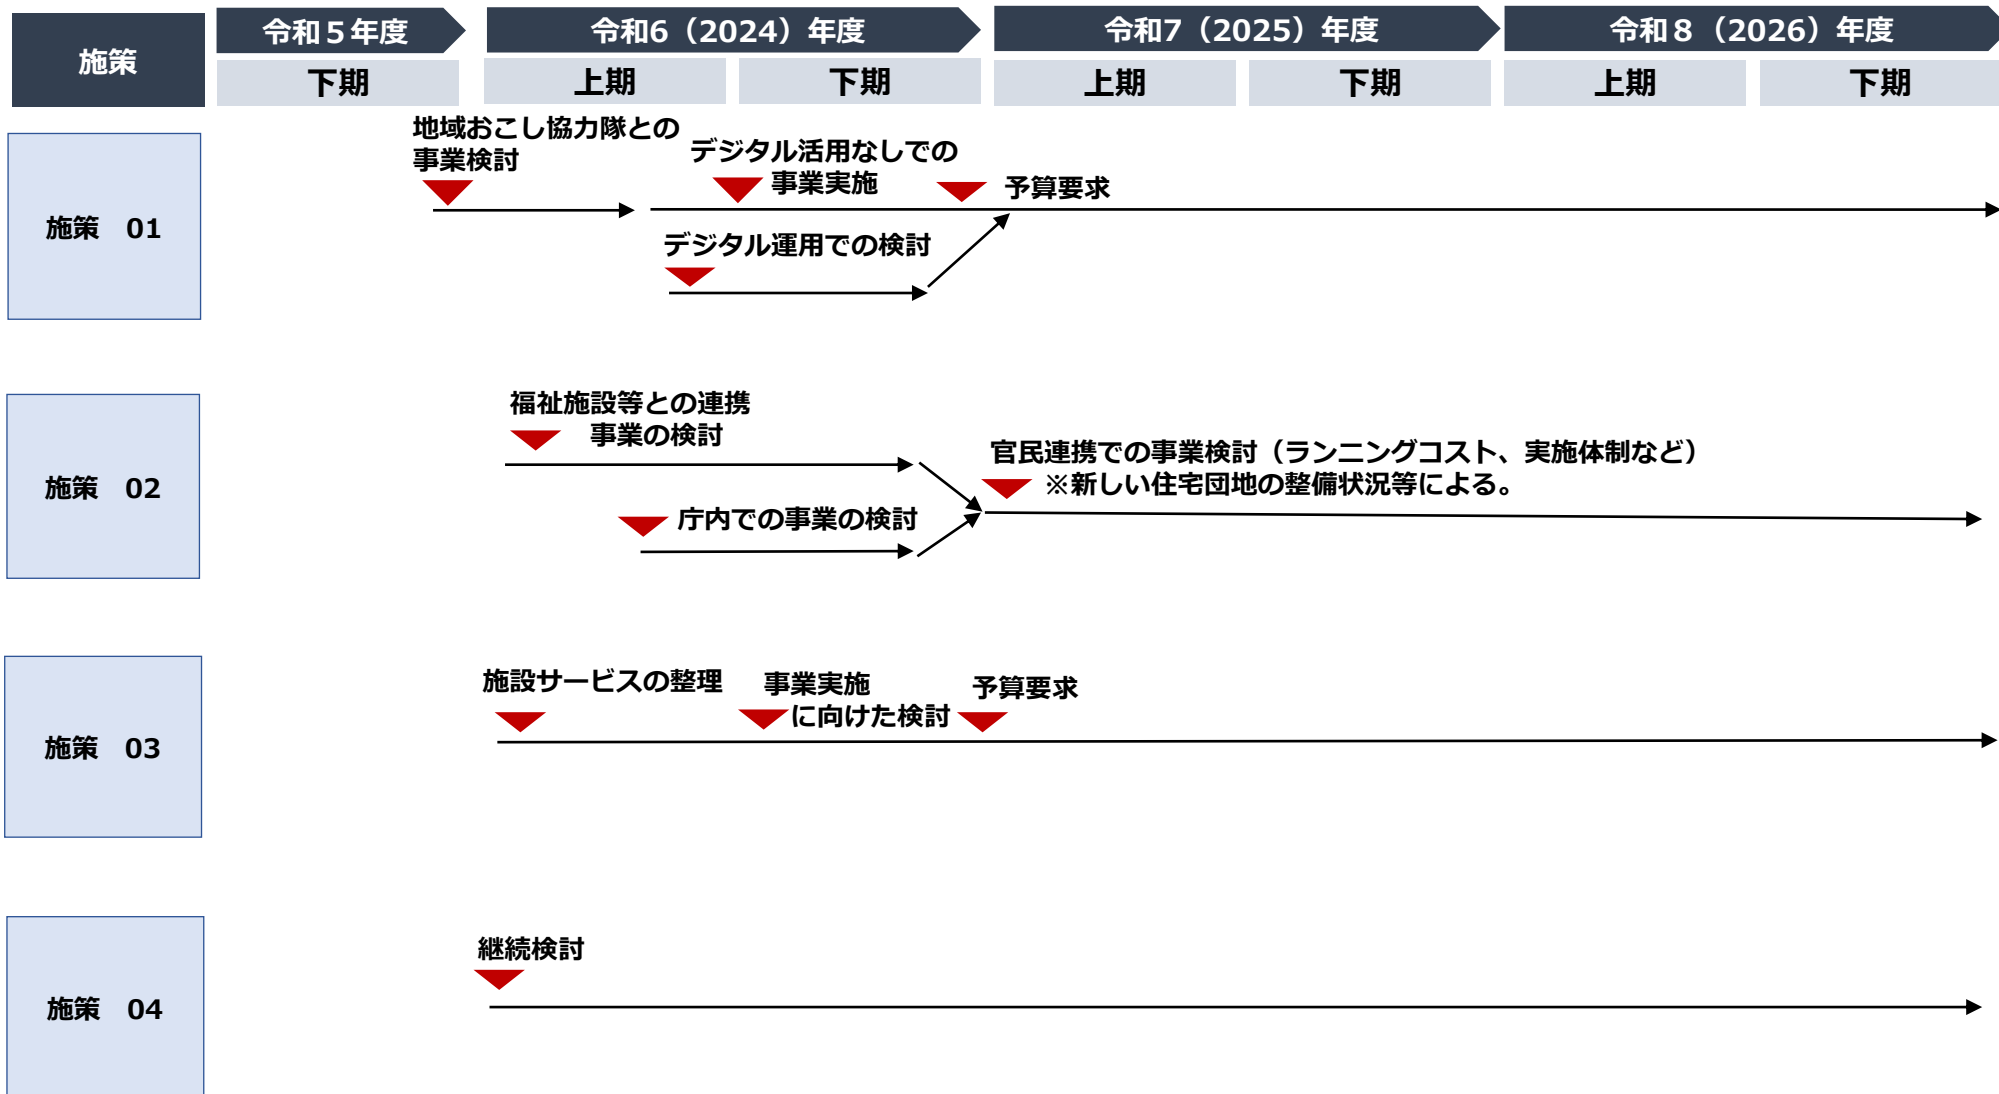 施策
令和５年度
令和6（2024）年度
令和7（2025）年度
令和８（2026）年度
下期
上期
下期
上期
下期
上期
下期
施策　01
地域おこし協力隊との
事業検討
デジタル活用なしでの
事業実施
予算要求
デジタル運用での検討
施策　02
福祉施設等との連携
事業の検討
庁内での事業の検討
官民連携での事業検討（ランニングコスト、実施体制など）
※新しい住宅団地の整備状況等による。
施策　03
施設サービスの整理
事業実施
に向けた検討
予算要求
施策　04
継続検討